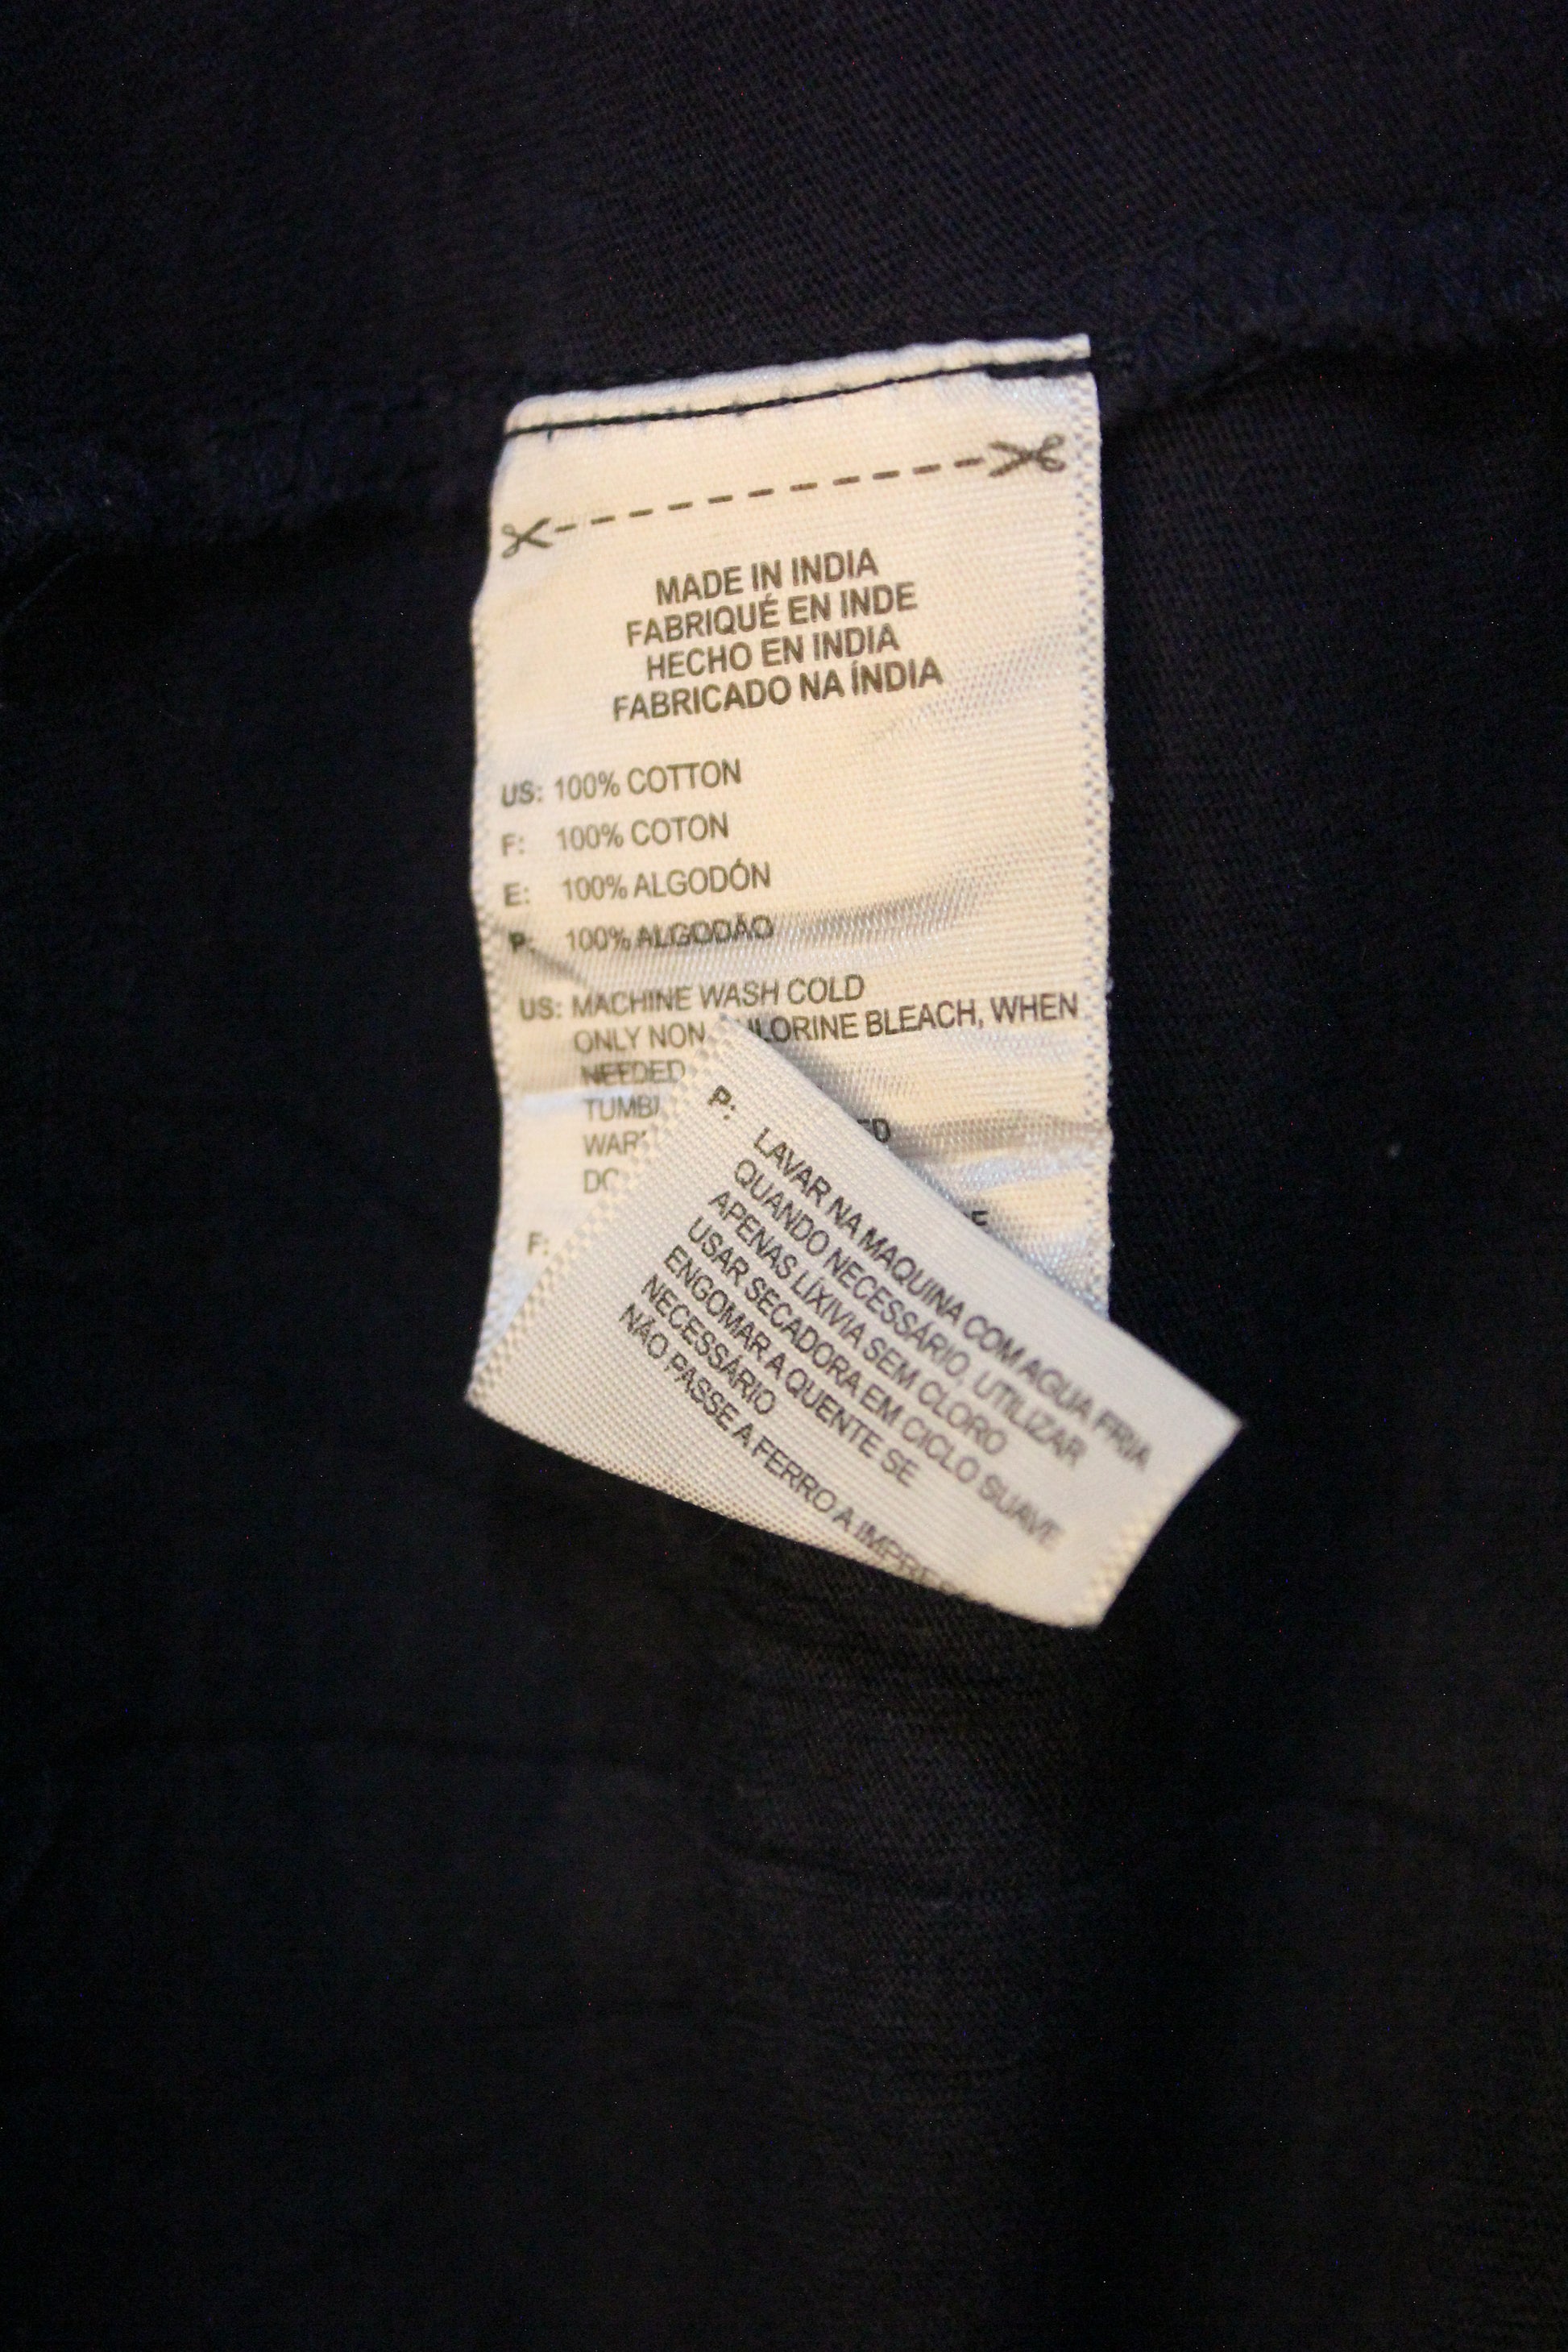 MADE IN INDIA
FABRIQUÉ EN INDE
HECHO EN INDIA
FABRICADO NA ÍNDIA
US: 100% COTTON
F: 100% COTON
E: 100% ALGODÓN
P: 100% ALGODÃO
US: MACHINE WASH COLD
ONLY NON BLEACH, WHEN
NEEDED
F:
P: LAVAR NA MAQUINA COM AGUA FRIA
QUANDO NECESSÁRIO, UTILIZAR
APENAS LÍXIVIA SEM CLORO
USAR SECADORA EM CICLO SUAVE
ENGOMAR A QUENTE SE
NECESSÁRIO
NÃO PASSE A FERRO A